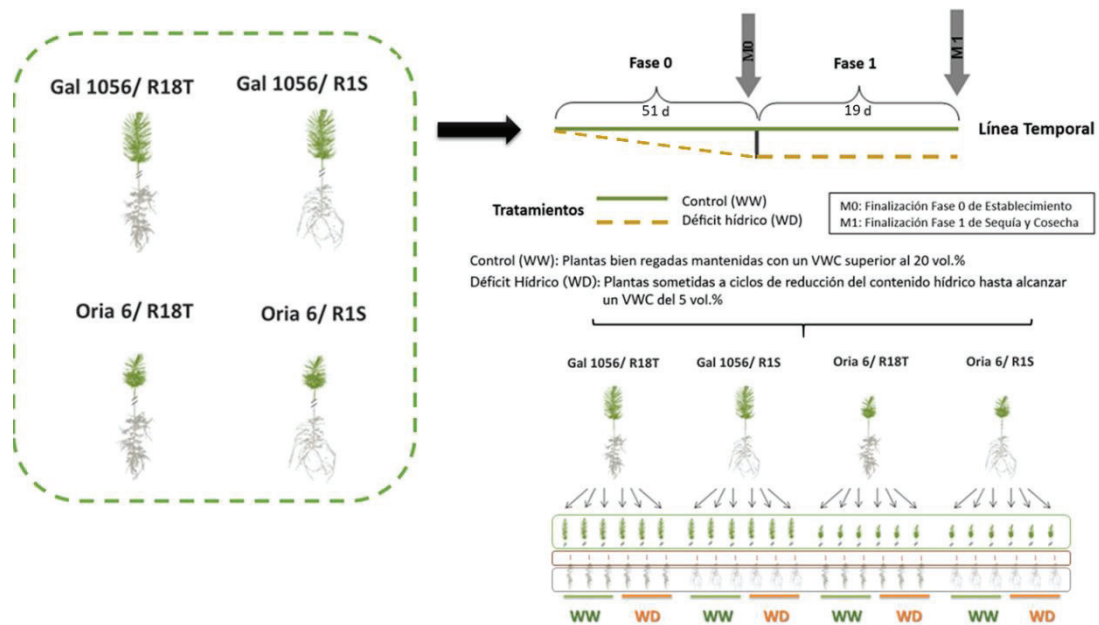 Gal 1056/ R18T
Gal 1056/ R1S
Oria 6/ R18T
Oria 6/ R1S
M0
M 1
Fase 0
Fase 1
51 d
19 d
Línea Temporal
Tratamientos
Control (WW)
Déficit hídrico (WD)
M0: Finalización Fase 0 de Establecimiento
M1: Finalización Fase 1 de Sequía y Cosecha
Control (WW): Plantas bien regadas mantenidas con un VWC superior al 20 vol.%
Déficit Hídrico (WD): Plantas sometidas a ciclos de reducción del contenido hídrico hasta alcanzar
un VWC del 5 vol.%
Gal 1056/ R18T
Gal 1056/ R1S
Oria 6/ R18T
Oria 6/ R1S
WW
WD
WW
WD
WW
WD
WW
WD